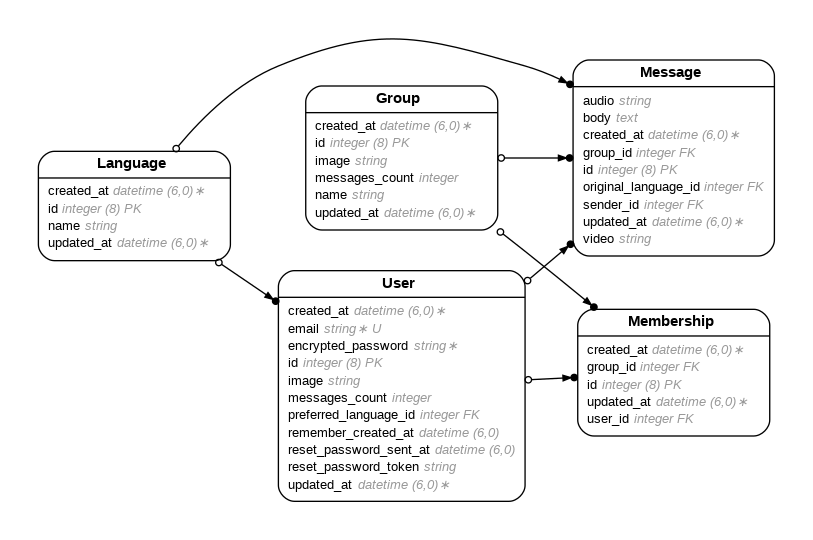 Language
created_at datetime (6,0)∗
id integer (8) PK
name string
updated_at datetime (6,0)∗
Group
created_at datetime (6,0)∗
id integer (8) PK
image string
messages_count integer
name string
updated_at datetime (6,0)∗
User
created_at datetime (6,0)∗
email string∗ U
encrypted_password string∗
id integer (8) PK
image string
messages_count integer
preferred_language_id integer FK
remember_created_at datetime (6,0)
reset_password_sent_at datetime (6,0)
reset_password_token string
updated_at datetime (6,0)∗
Message
audio string
body text
created_at datetime (6,0)∗
group_id integer FK
id integer (8) PK
original_language_id integer FK
sender_id integer FK
updated_at datetime (6,0)∗
video string
Membership
created_at datetime (6,0)∗
group_id integer FK
id integer (8) PK
updated_at datetime (6,0)∗
user_id integer FK